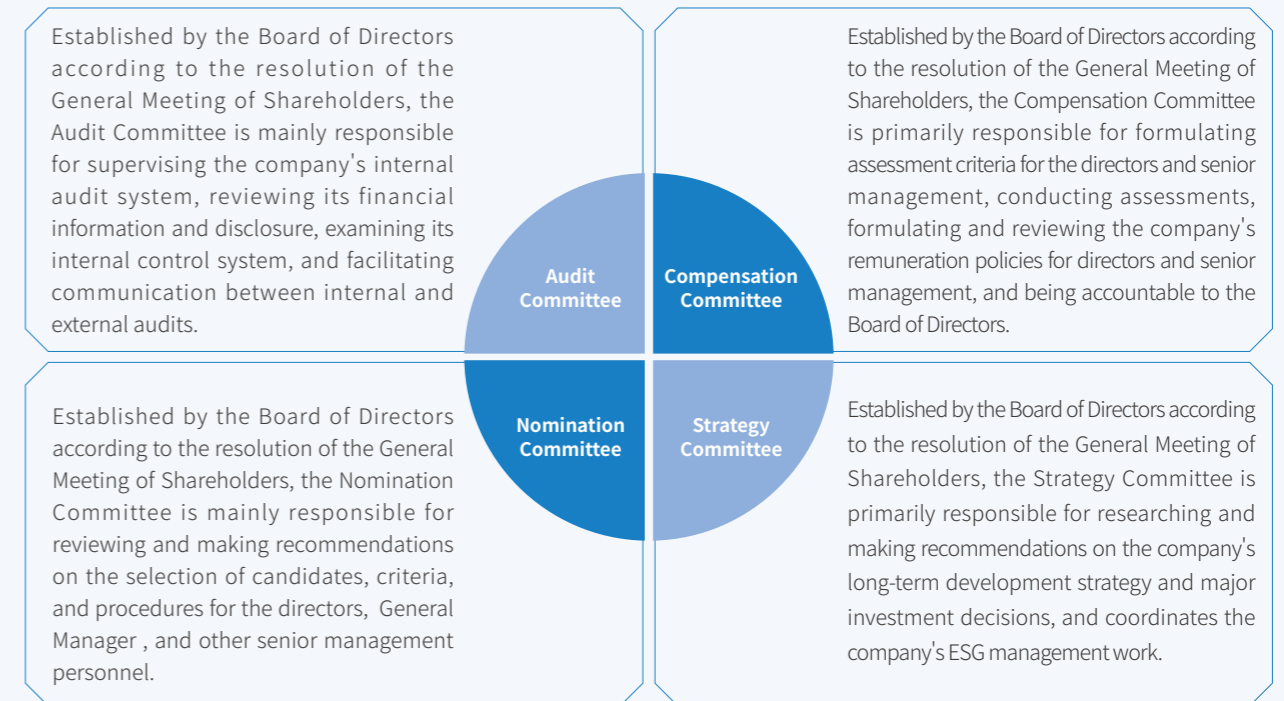 Established by the Board of Directors
according to the resolution of the
General Meeting of Shareholders, the
Audit Committee is mainly responsible
for supervising the company's internal
audit system, reviewing its financial
information and disclosure, examining its
internal control system, and facilitating
communication between internal and
external audits.
Established by the Board of Directors according
to the resolution of the General Meeting of
Shareholders, the Compensation Committee
is primarily responsible for formulating
assessment criteria for the directors and senior
management, conducting assessments,
formulating and reviewing the company's
remuneration policies for directors and senior
management, and being accountable to the
Board of Directors.
Audit
Committee
Compensation
Committee
Nomination
Committee
Strategy
Committee
Established by the Board of Directors
according to the resolution of the General
Meeting of Shareholders, the Nomination
Committee is mainly responsible for
reviewing and making recommendations
on the selection of candidates, criteria,
and procedures for the directors, General
Manager , and other senior management
personnel.
Established by the Board of Directors according
to the resolution of the General Meeting of
Shareholders, the Strategy Committee is
primarily responsible for researching and
making recommendations on the company's
long-term development strategy and major
investment decisions, and coordinates the
company's ESG management work.